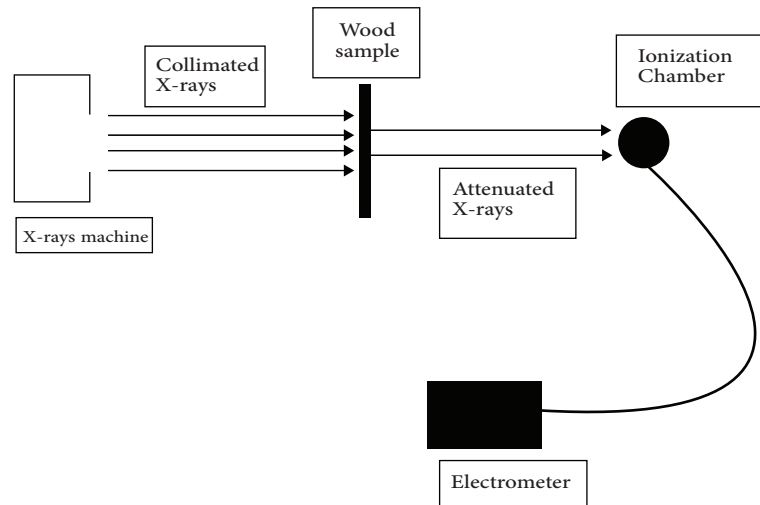 Wood
sample
Collimated
X-rays
Ionization
Chamber
X-rays machine
Attenuated
X-rays
Electrometer